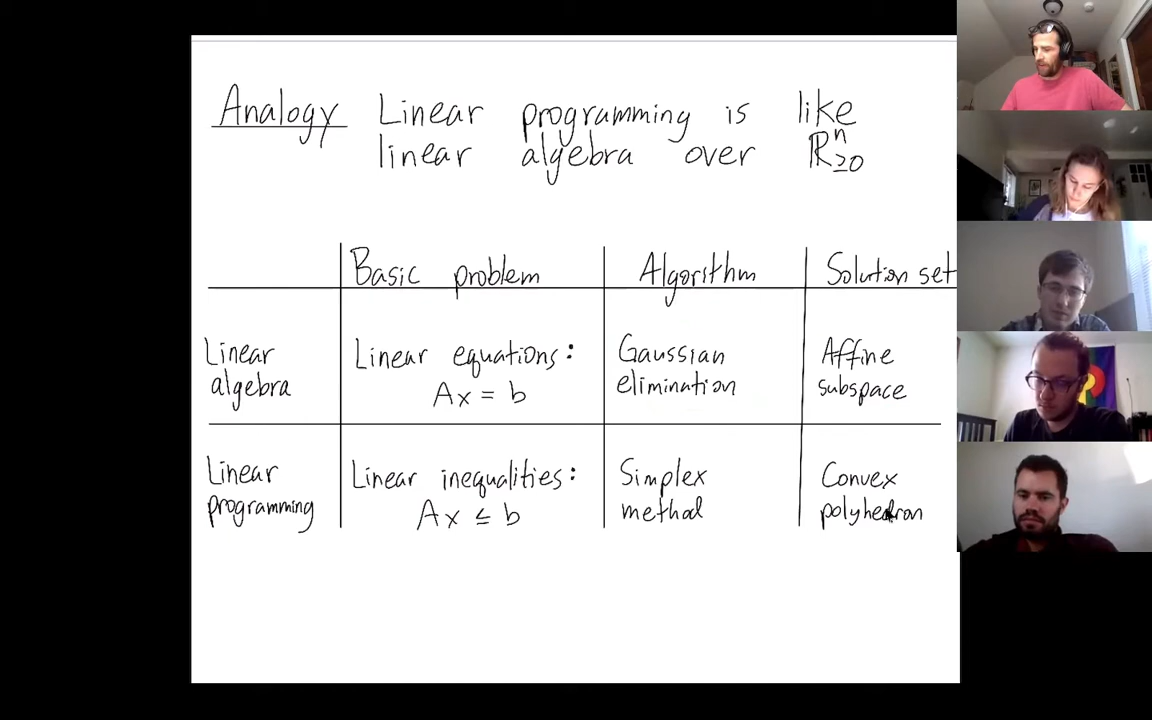 Analogy Linear programming is like
linear algebra over ℝⁿ≥0
Basic problem Algorithm Solution set
Linear Linear equations: Gaussian Affine
algebra Ax = b elimination subspace
Linear Linear inequalities: Simplex Convex
programming Ax ≤ b method polyhedron